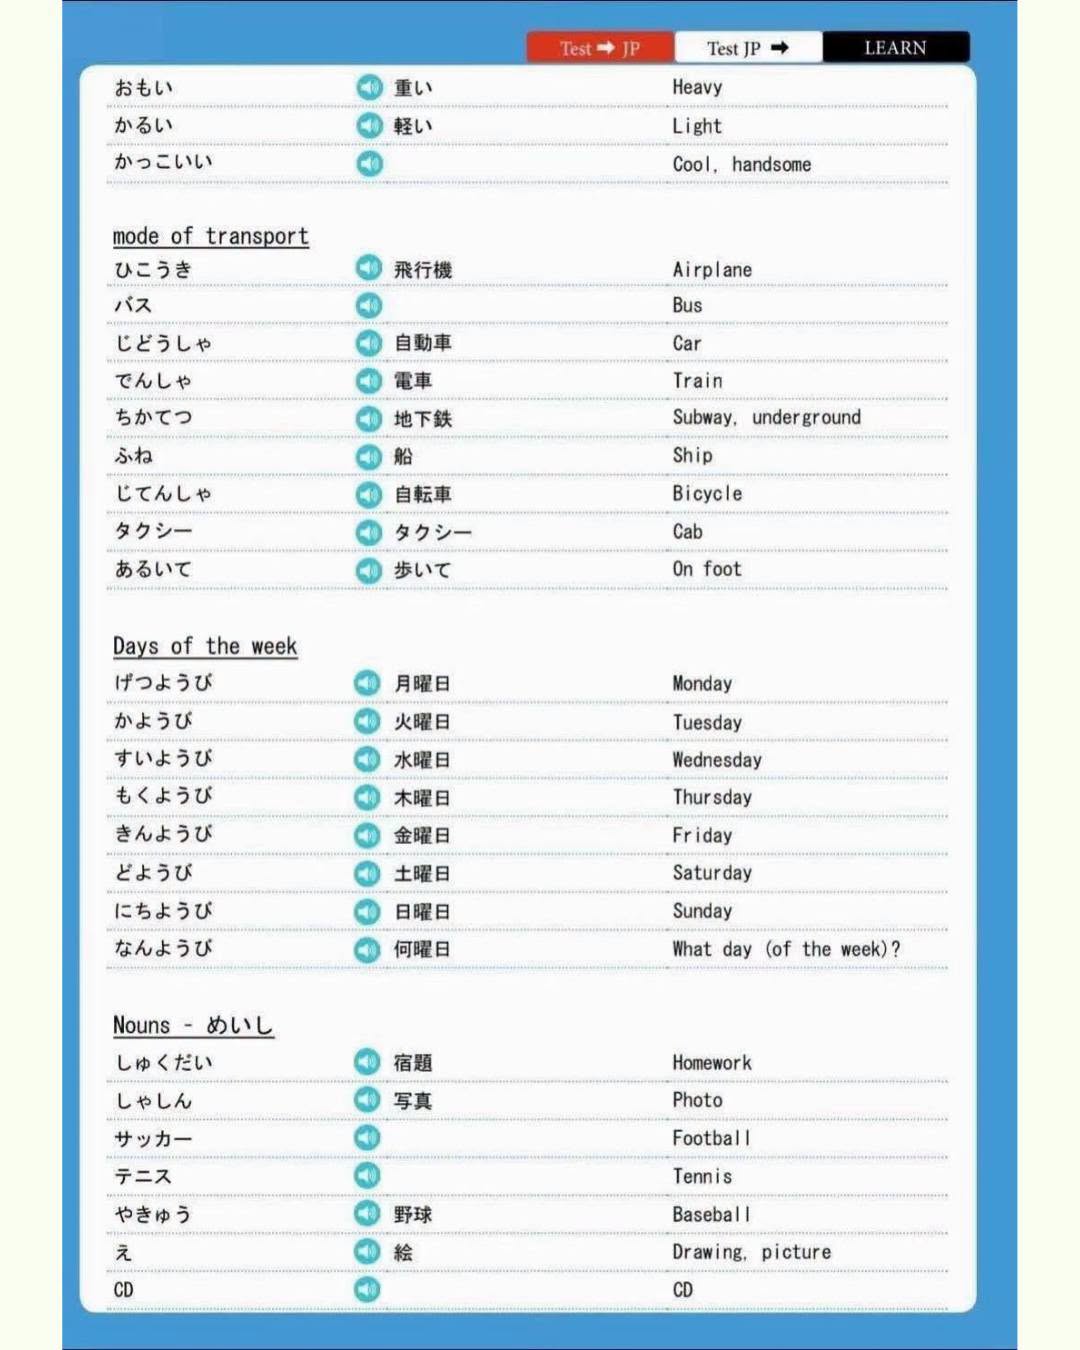 Test ➡ JP Test JP ➡ LEARN
おもい 重い Heavy
かるい 軽い Light
かっこいい Cool, handsome
mode of transport
ひこうき 飛行機 Airplane
バス Bus
じどうしゃ 自動車 Car
でんしゃ 電車 Train
ちかてつ 地下鉄 Subway, underground
ふね 船 Ship
じてんしゃ 自転車 Bicycle
タクシー タクシー Cab
あるいて 歩いて On foot
Days of the week
げつようび 月曜日 Monday
かようび 火曜日 Tuesday
すいようび 水曜日 Wednesday
もくようび 木曜日 Thursday
きんようび 金曜日 Friday
どようび 土曜日 Saturday
にちようび 日曜日 Sunday
なんようび 何曜日 What day (of the week)?
Nouns - めいし
しゅくだい 宿題 Homework
しゃしん 写真 Photo
サッカー Football
テニス Tennis
やきゅう 野球 Baseball
え 絵 Drawing, picture
CD CD